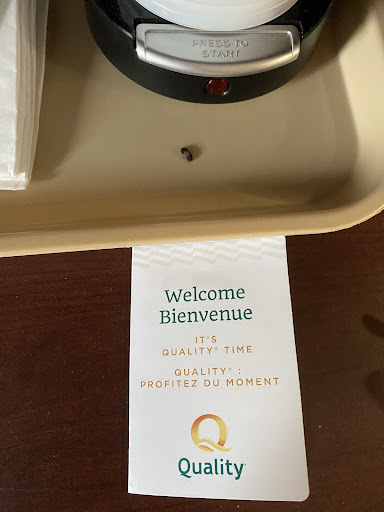 PRESS TO
START
Welcome
Bienvenue
IT'S
QUALITY® TIME
QUALITY® :
PROFITEZ DU MOMENT
Quality